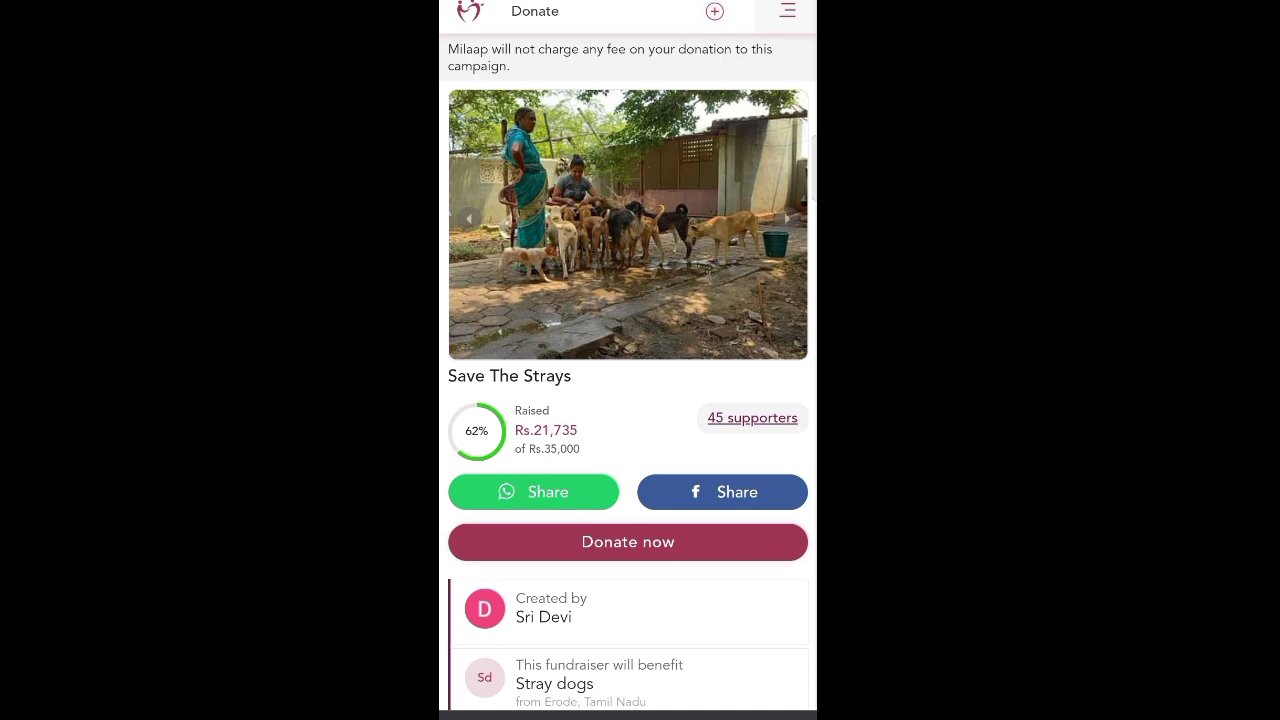 Donate
Milaap will not charge any fee on your donation to this
campaign.
Save The Strays
62%
Raised
Rs.21,735
of Rs.35,000
45 supporters
Share
Share
Donate now
D
Created by
Sri Devi
Sd
This fundraiser will benefit
Stray dogs
from Erode, Tamil Nadu